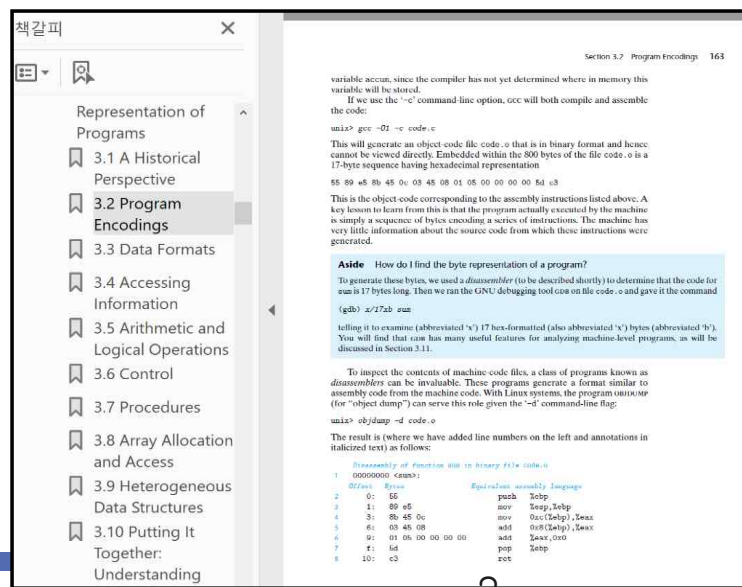 책갈피
Representation of
Programs
3.1 A Historical
Perspective
3.2 Program
Encodings
3.3 Data Formats
3.4 Accessing
Information
3.5 Arithmetic and
Logical Operations
3.6 Control
3.7 Procedures
3.8 Array Allocation
and Access
3.9 Heterogeneous
Data Structures
3.10 Putting It
Together:
Understanding
Section 3.2 Program Encodings 163
variable accum, since the compiler has not yet determined where in memory this
variable will be stored.
If we use the '-c' command-line option, GCC will both compile and assemble
the code:
unix> gcc -O1 -c code.c
This will generate an object-code file code.o that is in binary format and hence
cannot be viewed directly. Embedded within the 800 bytes of the file code.o is a
17-byte sequence having hexadecimal representation
55 89 e5 8b 45 0c 03 45 08 01 05 00 00 00 00 5d c3
This is the object-code corresponding to the assembly instructions listed above. A
key lesson to learn from this is that the program actually executed by the machine
is simply a sequence of bytes encoding a series of instructions. The machine has
very little information about the source code from which these instructions were
generated.
Aside How do I find the byte representation of a program?
To generate these bytes, we used a disassembler (to be described shortly) to determine that the code for
sum is 17 bytes long. Then we ran the GNU debugging tool GDB on file code.o and gave it the command
(gdb) x/17xb sum
telling it to examine (abbreviated 'x') 17 hex-formatted (also abbreviated 'x') bytes (abbreviated 'b').
You will find that GDB has many useful features for analyzing machine-level programs, as will be
discussed in Section 3.11.
To inspect the contents of machine-code files, a class of programs known as
disassemblers can be invaluable. These programs generate a format similar to
assembly code from the machine code. With Linux systems, the program OBJDUMP
(for "object dump") can serve this role given the '-d' command-line flag:
unix> objdump -d code.o
The result is (where we have added line numbers on the left and annotations in
italicized text) as follows:
Disassembly of function sum in binary file code.o
1 00000000 <sum>:
Offset Bytes Equivalent assembly language
2 0: 55 push %ebp
3 1: 89 e5 mov %esp,%ebp
4 3: 8b 45 0c mov 0xc(%ebp),%eax
5 6: 03 45 08 add 0x8(%ebp),%eax
6 9: 01 05 00 00 00 00 add %eax,0x0
7 f: 5d pop %ebp
8 10: c3 ret